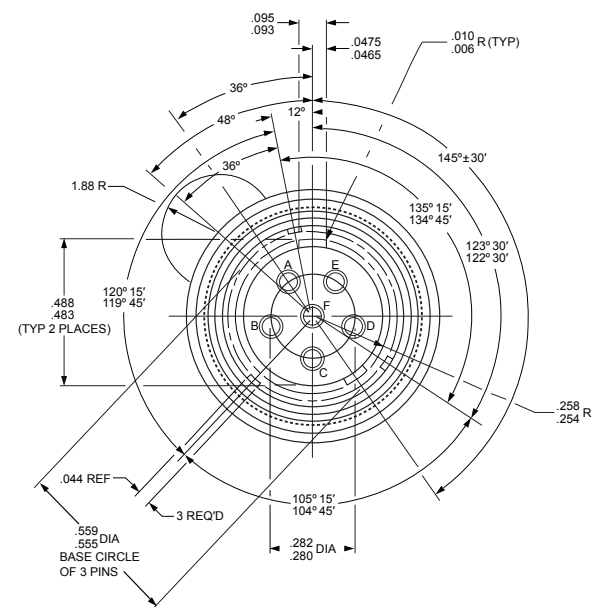 .095
.093
.0475
.0465
.010
.006 R (TYP)
36°
48°
12°
36°
145° ± 30′
1.88 R
135° 15′
134° 45′
123° 30′
122° 30′
120° 15′
119° 45′
.488
.483
(TYP 2 PLACES)
A
E
F
B
D
C
.258
.254 R
.044 REF
3 REQ'D
105° 15′
104° 45′
.559
.555 DIA
BASE CIRCLE
OF 3 PINS
.282
.280 DIA